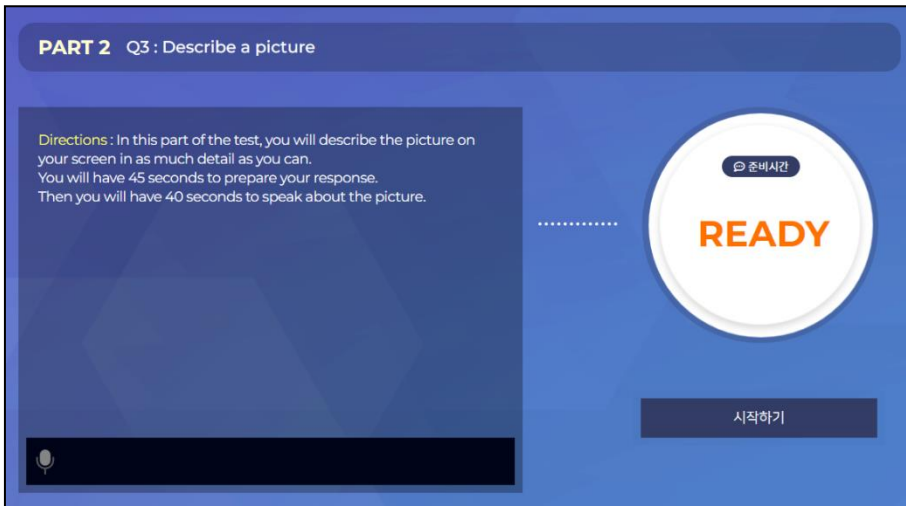 PART 2 Q3 : Describe a picture
Directions : In this part of the test, you will describe the picture on
your screen in as much detail as you can.
You will have 45 seconds to prepare your response.
Then you will have 40 seconds to speak about the picture.
준비시간
READY
시작하기